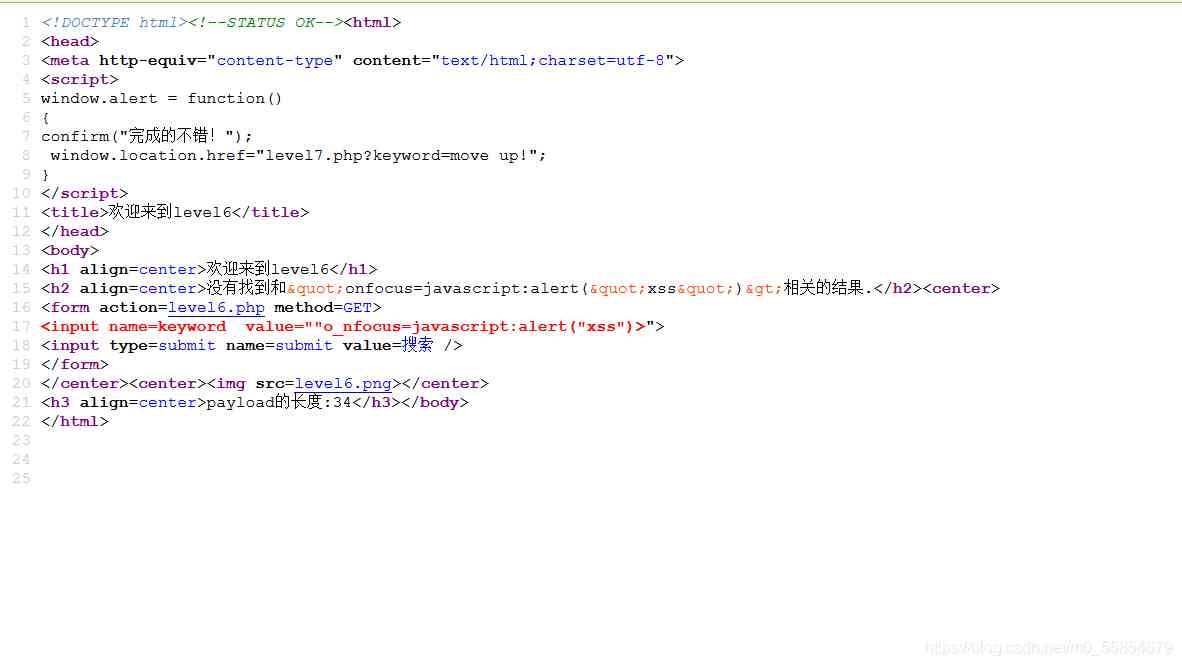 1 <!DOCTYPE html><!--STATUS OK--><html>
2 <head>
3 <meta http-equiv="content-type" content="text/html;charset=utf-8">
4 <script>
5 window.alert = function()
6 {
7 confirm("完成的不错！");
8  window.location.href="level7.php?keyword=move up!";
9 }
10 </script>
11 <title>欢迎来到level6</title>
12 </head>
13 <body>
14 <h1 align=center>欢迎来到level6</h1>
15 <h2 align=center>没有找到和&quot;onfocus=javascript:alert(&quot;xss&quot;)&gt;相关的结果.</h2><center>
16 <form action=level6.php method=GET>
17 <input name=keyword  value=""o_nfocus=javascript:alert("xss")>">
18 <input type=submit name=submit value=搜索 />
19 </form>
20 </center><center><img src=level6.png></center>
21 <h3 align=center>payload的长度:34</h3></body>
22 </html>
23
24
25
https://blog.csdn.net/m0_55854679